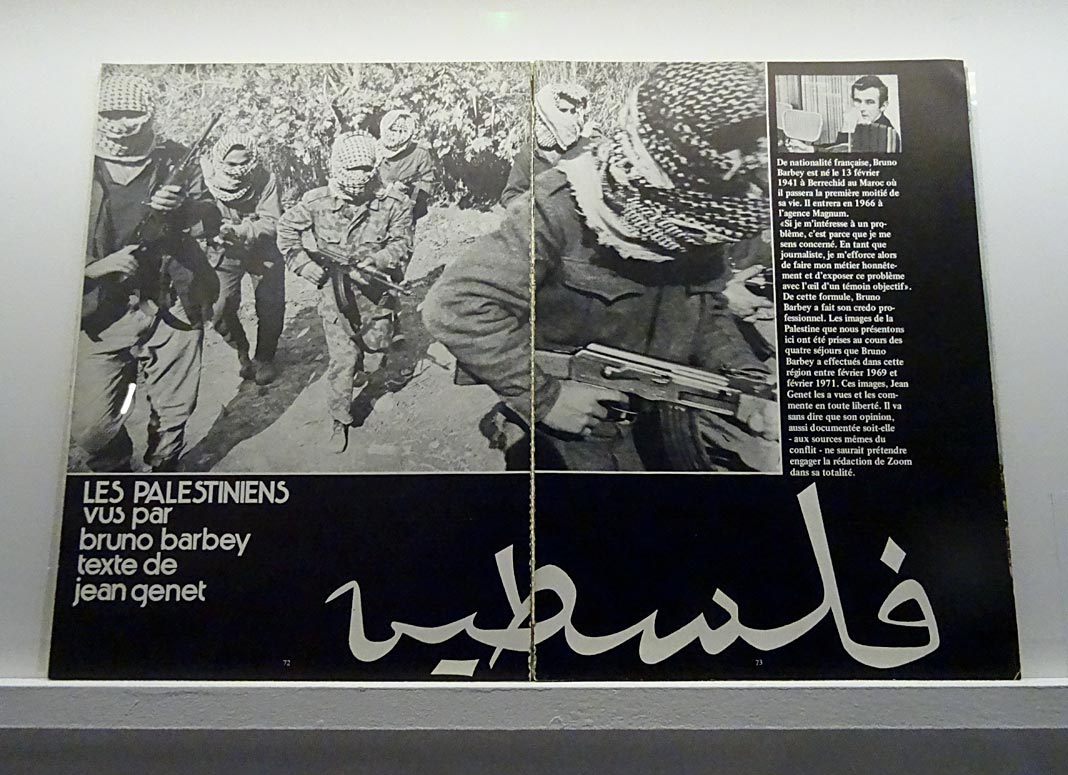 De nationalité française, Bruno
Barbey est né le 13 février
1941 à Berrechid au Maroc où
il passera la première moitié de
sa vie. Il entrera en 1966 à
l'agence Magnum.
«Si je m'intéresse à un pro-
blème, c'est parce que je me
sens concerné. En tant que
journaliste, je m'efforce alors
de faire mon métier honnête-
ment et d'exposer ce problème
avec l'œil d'un témoin objectif».
De cette formule, Bruno
Barbey a fait son credo pro-
fessionnel. Les images de la
Palestine que nous présentons
ici ont été prises au cours des
quatre séjours que Bruno
Barbey a effectués dans cette
région entre février 1969 et
février 1971. Ces images, Jean
Genet les a vues et les com-
mente en toute liberté. Il va
sans dire que son opinion,
aussi documentée soit-elle
- aux sources mêmes du
conflit - ne saurait prétendre
engager la rédaction de Zoom
dans sa totalité.
LES PALESTINIENS
vus par
bruno barbey
texte de
jean genet
فلسطين
72
73